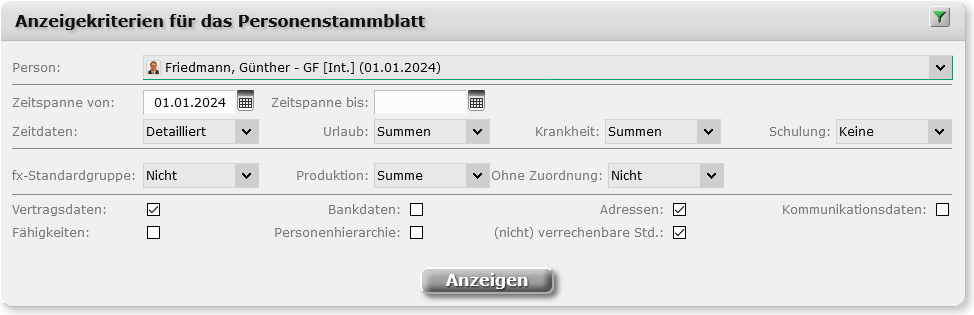 Anzeigekriterien für das Personenstammblatt
Person: Friedmann, Günther - GF [Int.] (01.01.2024)
Zeitspanne von: 01.01.2024 Zeitspanne bis:
Zeitdaten: Detailliert Urlaub: Summen Krankheit: Summen Schulung: Keine
fx-Standardgruppe: Nicht Produktion: Summe Ohne Zuordnung: Nicht
Vertragsdaten: Bankdaten: Adressen: Kommunikationsdaten:
Fähigkeiten: Personenhierarchie: (nicht) verrechenbare Std.:
Anzeigen